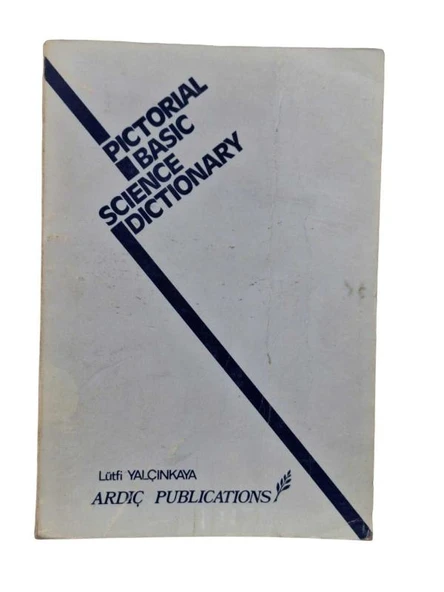 PICTORIAL
BASIC
SCIENCE
DICTIONARY
Lütfi YALÇINKAYA
ARDIÇ PUBLICATIONS